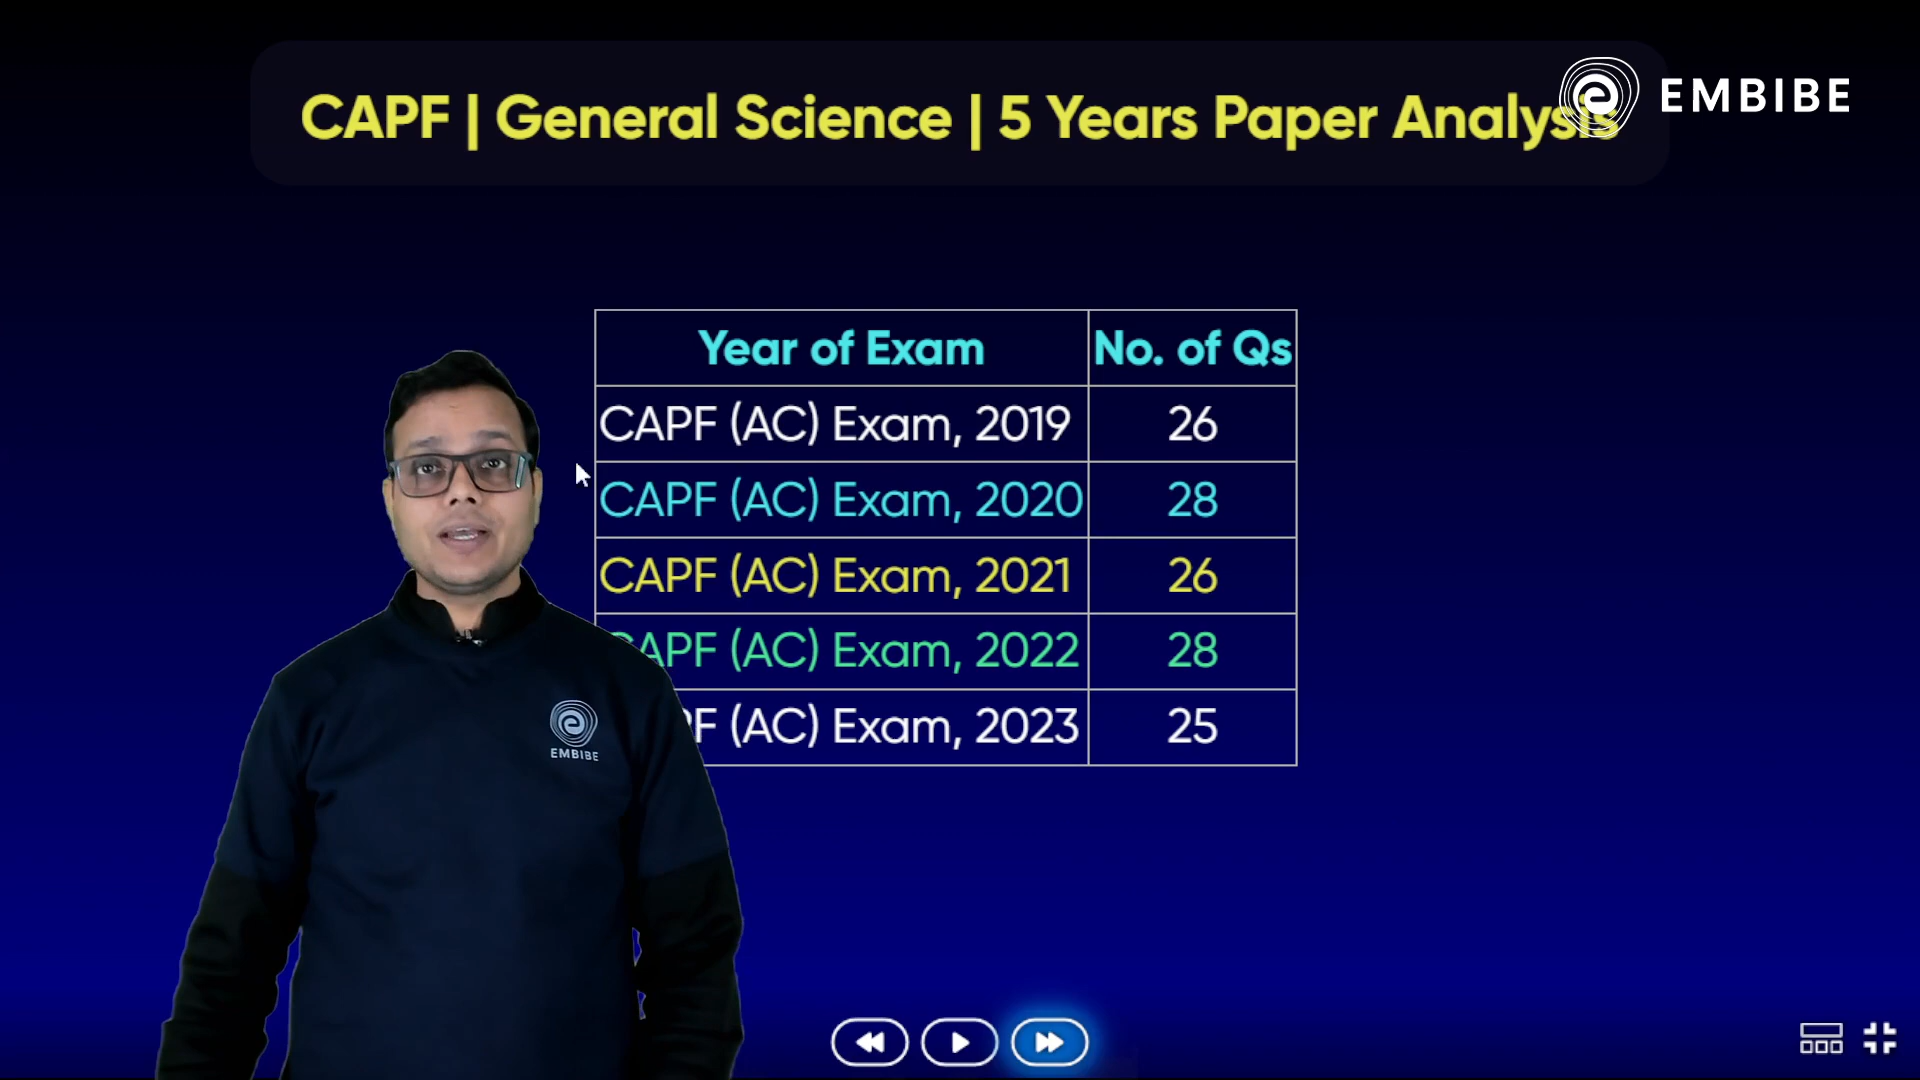 CAPF | General Science | 5 Years Paper Analysis
EMBIBE
Year of Exam No. of Qs
CAPF (AC) Exam, 2019 26
CAPF (AC) Exam, 2020 28
CAPF (AC) Exam, 2021 26
APF (AC) Exam, 2022 28
F (AC) Exam, 2023 25
EMBIBE